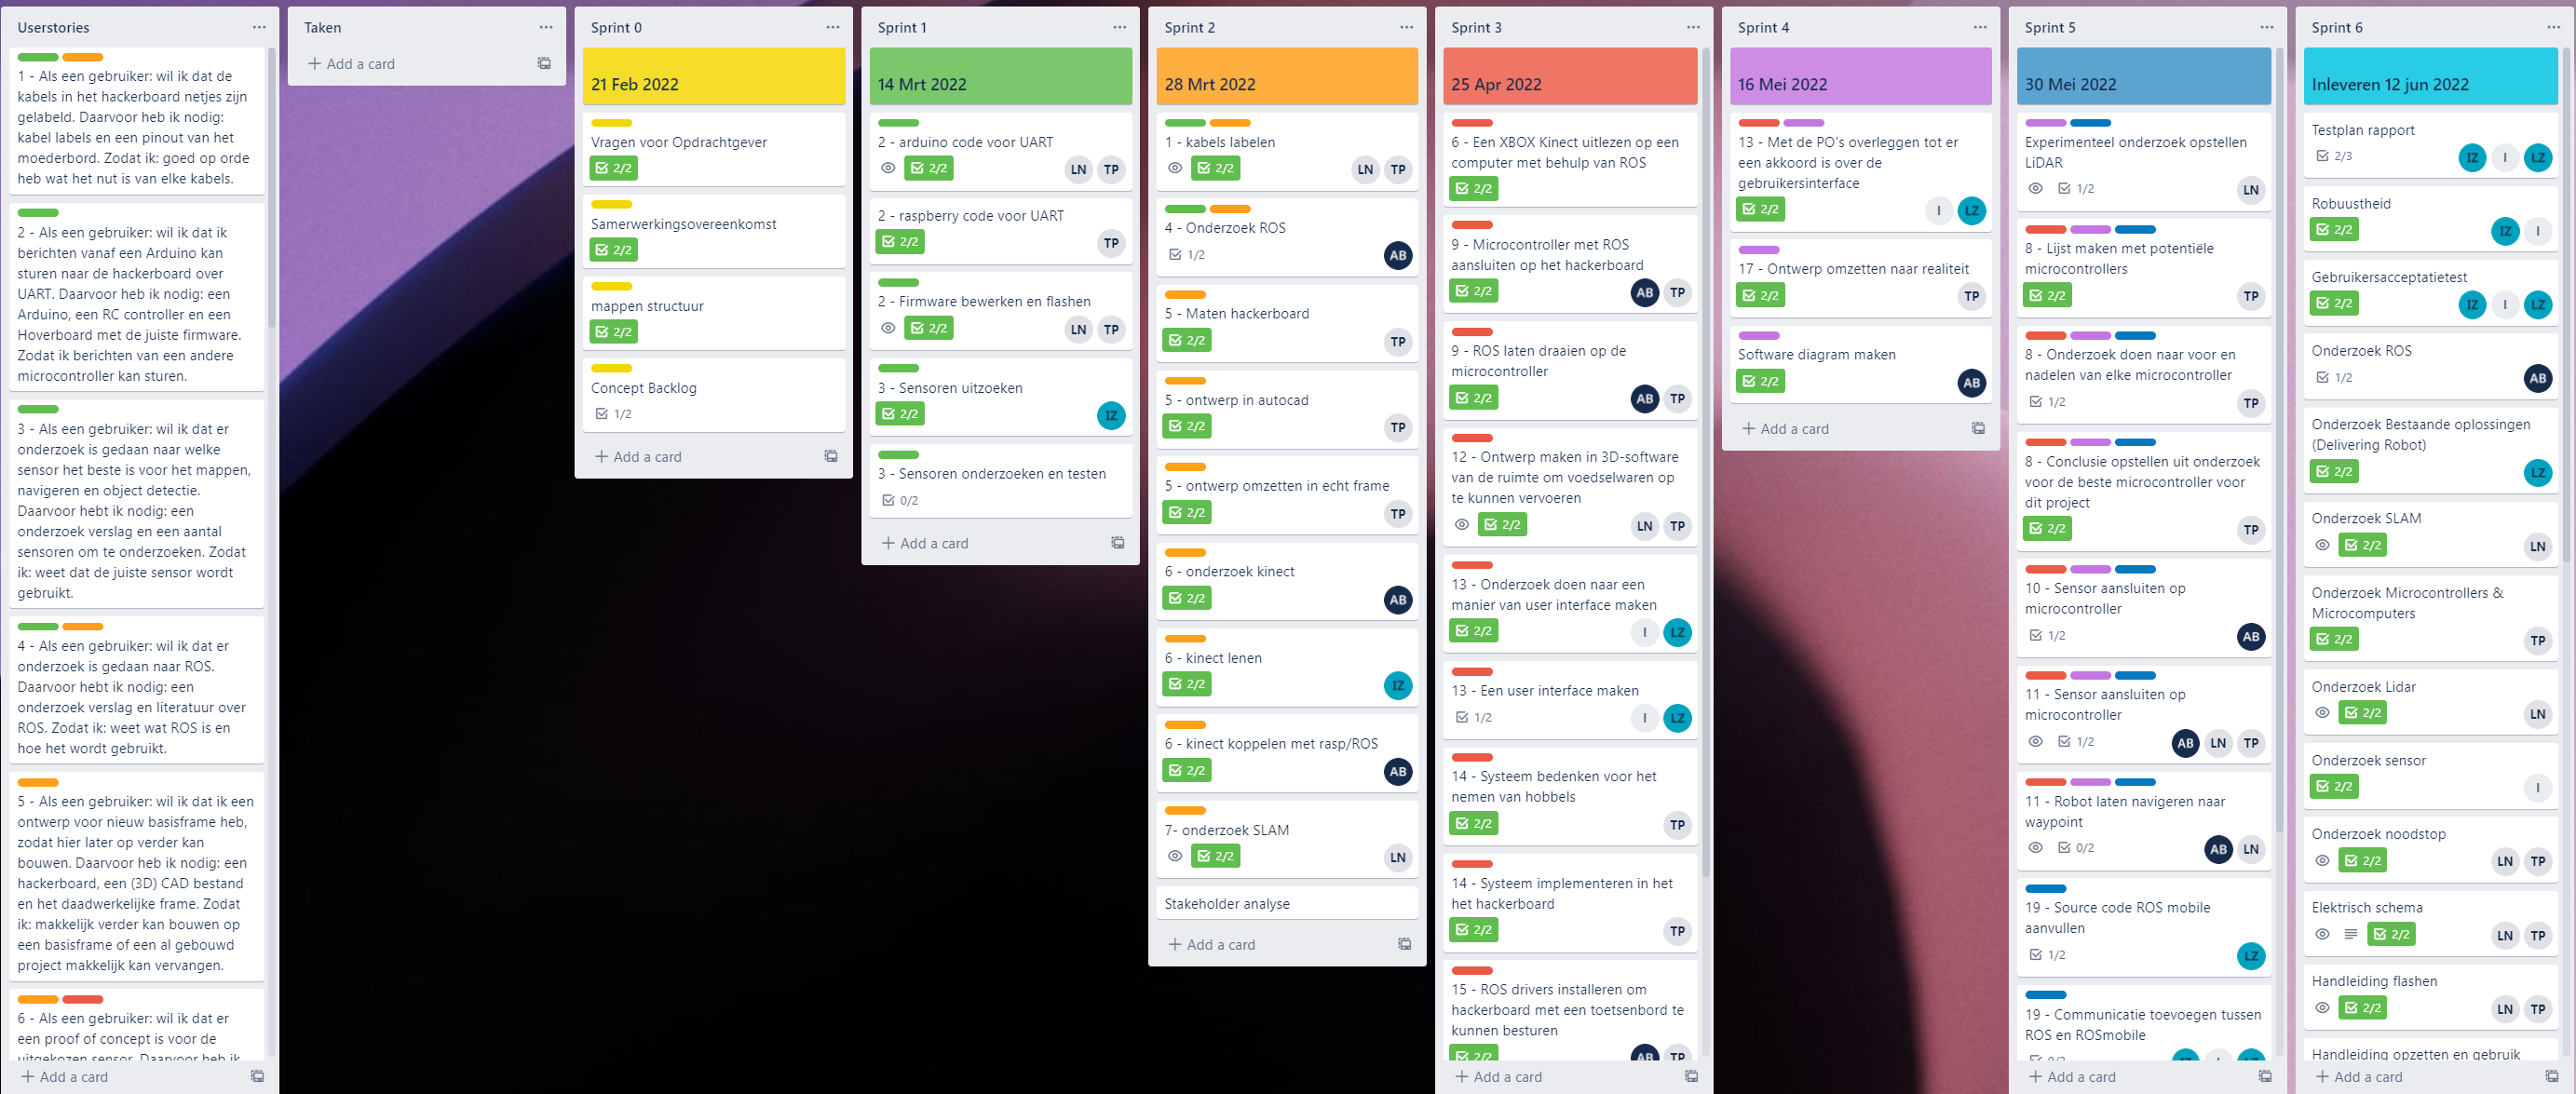 Userstories
1 - Als een gebruiker: wil ik dat de
kabels in het hackerboard netjes zijn
gelabeld. Daarvoor heb ik nodig:
kabel labels en een pinout van het
moederbord. Zodat ik: goed op orde
heb wat het nut is van elke kabels.
2 - Als een gebruiker: wil ik dat ik
berichten vanaf een Arduino kan
sturen naar de hackerboard over
UART. Daarvoor heb ik nodig: een
Arduino, een RC controller en een
Hoverboard met de juiste firmware.
Zodat ik berichten van een andere
microcontroller kan sturen.
3 - Als een gebruiker: wil ik dat er
onderzoek is gedaan naar welke
sensor het beste is voor het mappen,
navigeren en object detectie.
Daarvoor hebt ik nodig: een
onderzoek verslag en een aantal
sensoren om te onderzoeken. Zodat
ik: weet dat de juiste sensor wordt
gebruikt.
4 - Als een gebruiker: wil ik dat er
onderzoek is gedaan naar ROS.
Daarvoor hebt ik nodig: een
onderzoek verslag en literatuur over
ROS. Zodat ik: weet wat ROS is en
hoe het wordt gebruikt.
5 - Als een gebruiker: wil ik dat ik een
ontwerp voor nieuw basisframe heb,
zodat hier later op verder kan
bouwen. Daarvoor heb ik nodig: een
hackerboard, een (3D) CAD bestand
en het daadwerkelijke frame. Zodat
ik: makkelijk verder kan bouwen op
een basisframe of een al gebouwd
project makkelijk kan vervangen.
6 - Als een gebruiker: wil ik dat er
een proof of concept is voor de
uitgekozen sensor. Daarvoor heb ik
+ Add a card
Taken
+ Add a card
Sprint 0
21 Feb 2022
Vragen voor Opdrachtgever
2/2
Samerwerkingsovereenkomst
2/2
mappen structuur
2/2
Concept Backlog
1/2
+ Add a card
Sprint 1
14 Mrt 2022
2 - arduino code voor UART
2/2 LN TP
2 - raspberry code voor UART
2/2 TP
2 - Firmware bewerken en flashen
2/2 LN TP
3 - Sensoren uitzoeken
2/2 IZ
3 - Sensoren onderzoeken en testen
0/2
+ Add a card
Sprint 2
28 Mrt 2022
1 - kabels labelen
2/2 LN TP
4 - Onderzoek ROS
1/2 AB
5 - Maten hackerboard
2/2 TP
5 - ontwerp in autocad
2/2 TP
5 - ontwerp omzetten in echt frame
2/2 TP
6 - onderzoek kinect
2/2 AB
6 - kinect lenen
2/2 IZ
6 - kinect koppelen met rasp/ROS
2/2 AB
7- onderzoek SLAM
2/2 LN
Stakeholder analyse
+ Add a card
Sprint 3
25 Apr 2022
6 - Een XBOX Kinect uitlezen op een
computer met behulp van ROS
2/2
9 - Microcontroller met ROS
aansluiten op het hackerboard
2/2 AB TP
9 - ROS laten draaien op de
microcontroller
2/2 AB TP
12 - Ontwerp maken in 3D-software
van de ruimte om voedselwaren op
te kunnen vervoeren
2/2 LN TP
13 - Onderzoek doen naar een
manier van user interface maken
2/2 I LZ
13 - Een user interface maken
1/2 I LZ
14 - Systeem bedenken voor het
nemen van hobbels
2/2 TP
14 - Systeem implementeren in het
het hackerboard
2/2 TP
15 - ROS drivers installeren om
hackerboard met een toetsenbord te
kunnen besturen
2/2 AB TP
+ Add a card
Sprint 4
16 Mei 2022
13 - Met de PO's overleggen tot er
een akkoord is over de
gebruikersinterface
2/2 I LZ
17 - Ontwerp omzetten naar realiteit
2/2 TP
Software diagram maken
2/2 AB
+ Add a card
Sprint 5
30 Mei 2022
Experimenteel onderzoek opstellen
LiDAR
1/2 LN
8 - Lijst maken met potentiële
microcontrollers
2/2 TP
8 - Onderzoek doen naar voor en
nadelen van elke microcontroller
1/2 TP
8 - Conclusie opstellen uit onderzoek
voor de beste microcontroller voor
dit project
2/2 TP
10 - Sensor aansluiten op
microcontroller
1/2 AB
11 - Sensor aansluiten op
microcontroller
1/2 AB LN TP
11 - Robot laten navigeren naar
waypoint
0/2 AB LN
19 - Source code ROS mobile
aanvullen
1/2 LZ
19 - Communicatie toevoegen tussen
ROS en ROSmobile
+ Add a card
Sprint 6
Inleveren 12 jun 2022
Testplan rapport
2/3 IZ I LZ
Robuustheid
2/2 IZ I
Gebruikersacceptatietest
2/2 IZ I LZ
Onderzoek ROS
1/2 AB
Onderzoek Bestaande oplossingen
(Delivering Robot)
2/2 LZ
Onderzoek SLAM
2/2 LN
Onderzoek Microcontrollers &
Microcomputers
2/2 TP
Onderzoek Lidar
2/2 LN
Onderzoek sensor
2/2 I
Onderzoek noodstop
2/2 LN TP
Elektrisch schema
2/2 LN TP
Handleiding flashen
2/2 LN TP
Handleiding opzetten en gebruik
+ Add a card